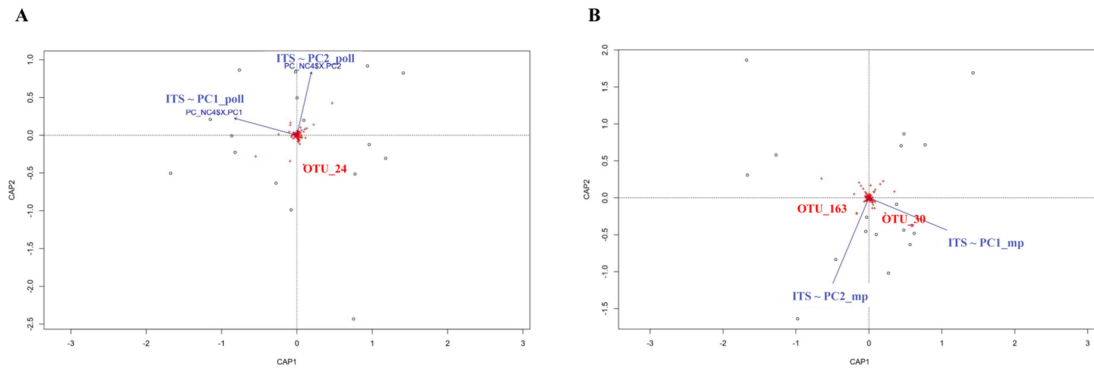 A
B
ITS ~ PC2_poll
PC_NC4$X.PC2
ITS ~ PC1_poll
PC_NC4$X.PC1
OTU_24
CAP2
1.0
0.5
0.0
-0.5
-1.0
-1.5
-2.0
-2.5
-3
-2
-1
0
1
2
3
CAP1
OTU_163
OTU_30
ITS ~ PC1_mp
ITS ~ PC2_mp
CAP2
2.0
1.5
1.0
0.5
0.0
-0.5
-1.0
-1.5
-3
-2
-1
0
1
2
3
CAP1